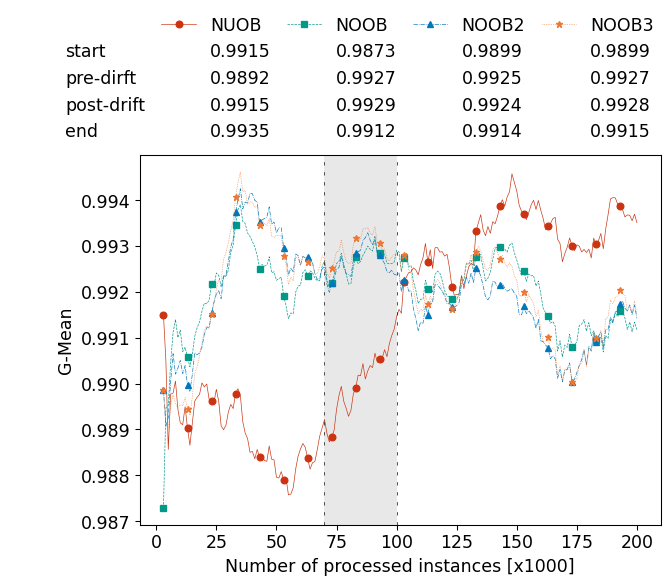 NUOB NOOB NOOB2 NOOB3
start 0.9915 0.9873 0.9899 0.9899
pre-dirft 0.9892 0.9927 0.9925 0.9927
post-drift 0.9915 0.9929 0.9924 0.9928
end 0.9935 0.9912 0.9914 0.9915
G-Mean
0.994
0.993
0.992
0.991
0.990
0.989
0.988
0.987
0 25 50 75 100 125 150 175 200
Number of processed instances [x1000]